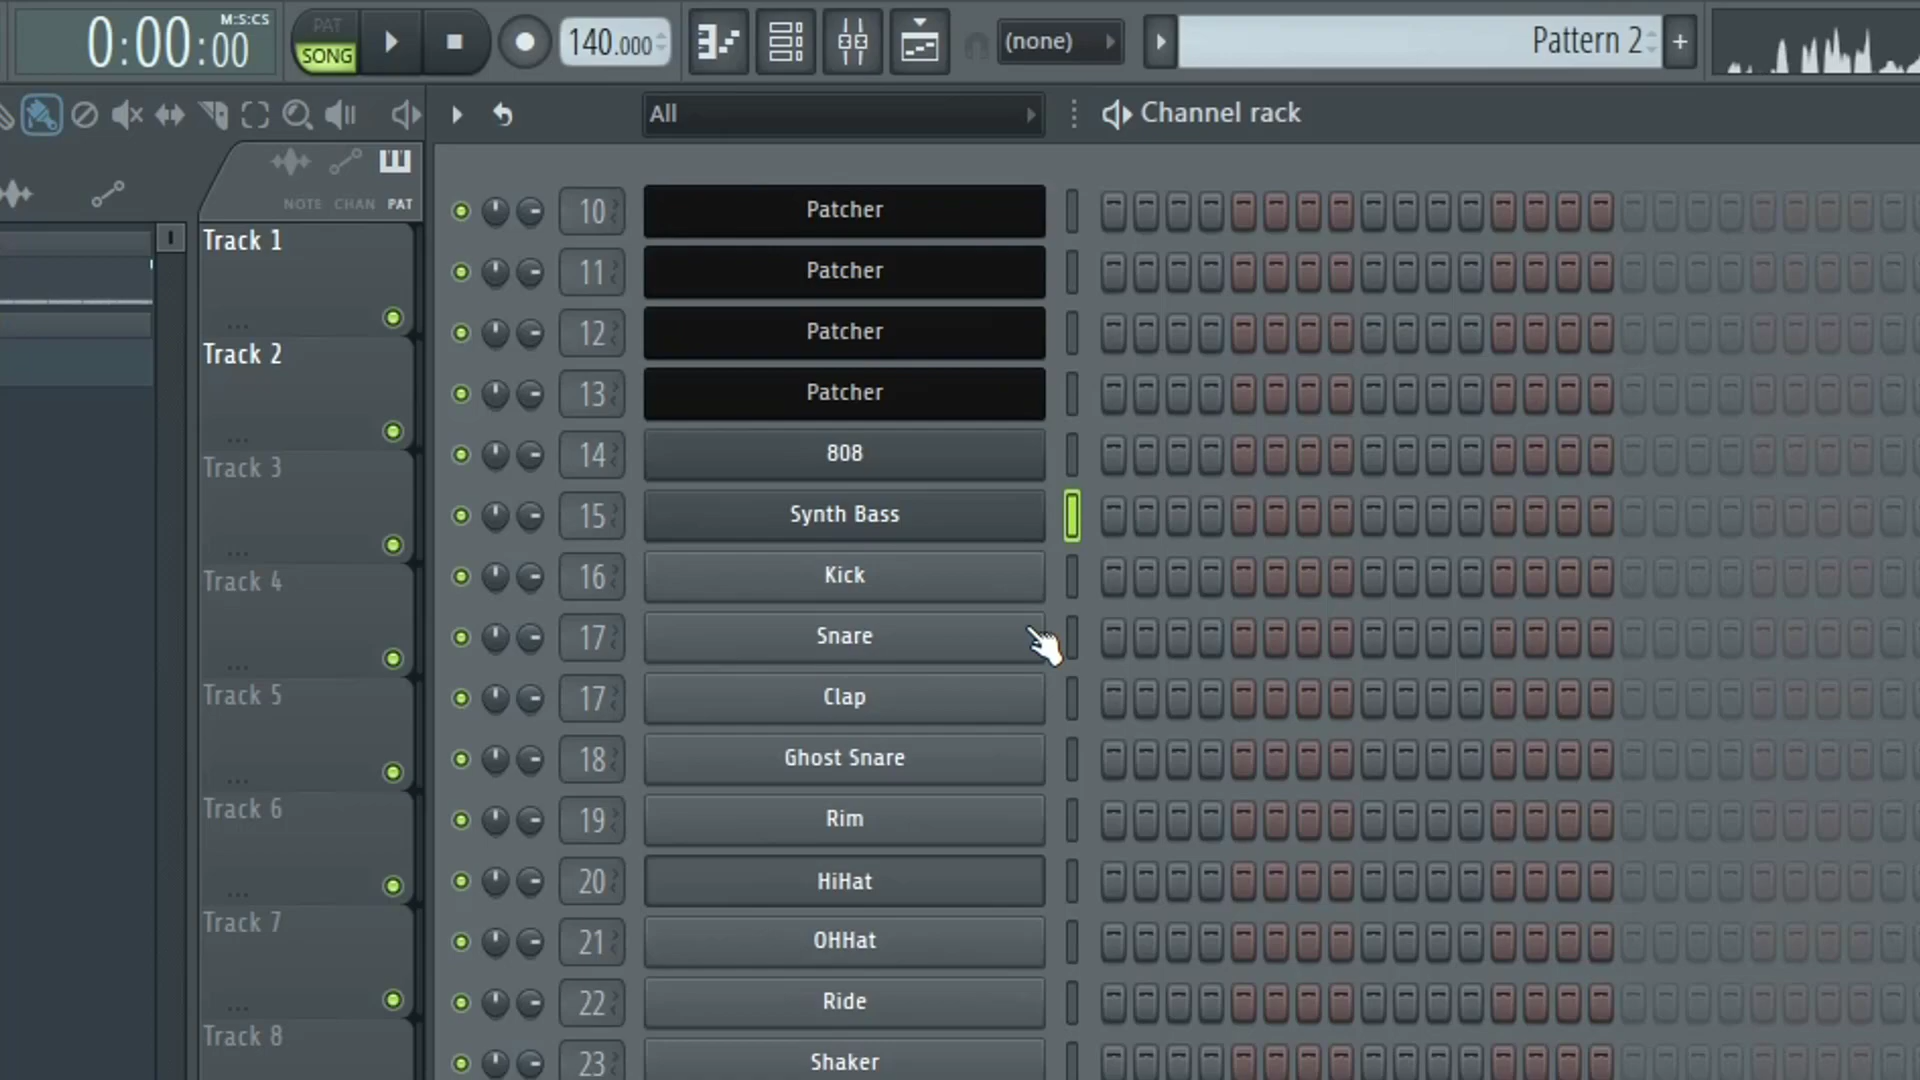 0:00:00 M:S:CS
PAT
SONG
140.000
(none)
Pattern 2
+
All
Channel rack
NOTE CHAN PAT
Track 1
Track 2
Track 3
Track 4
Track 5
Track 6
Track 7
Track 8
10 Patcher
11 Patcher
12 Patcher
13 Patcher
14 808
15 Synth Bass
16 Kick
17 Snare
17 Clap
18 Ghost Snare
19 Rim
20 HiHat
21 OHHat
22 Ride
23 Shaker